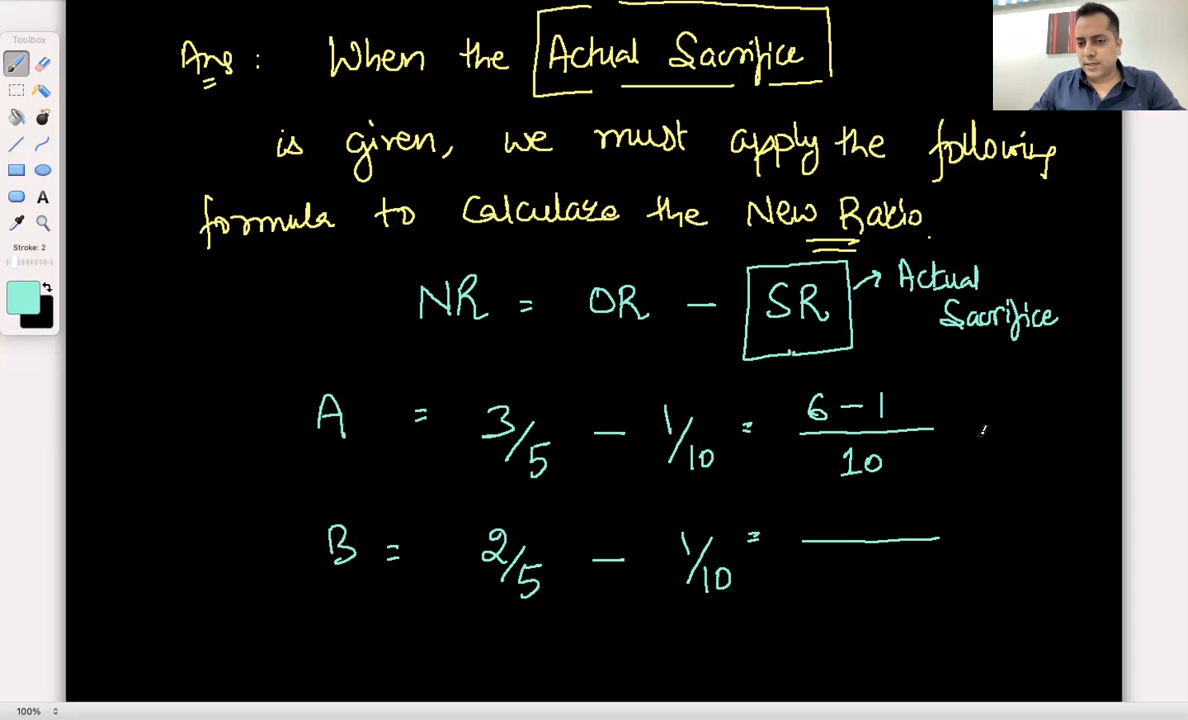 Toolbox
Ans : When the Actual Sacrifice
is given, we must apply the following
formula to Calculate the New Ratio.
A
Stroke: 2
NR = OR - SR → Actual
Sacrifice
A = 3/5 - 1/10 = 6 - 1
10
B = 2/5 - 1/10 =
100%